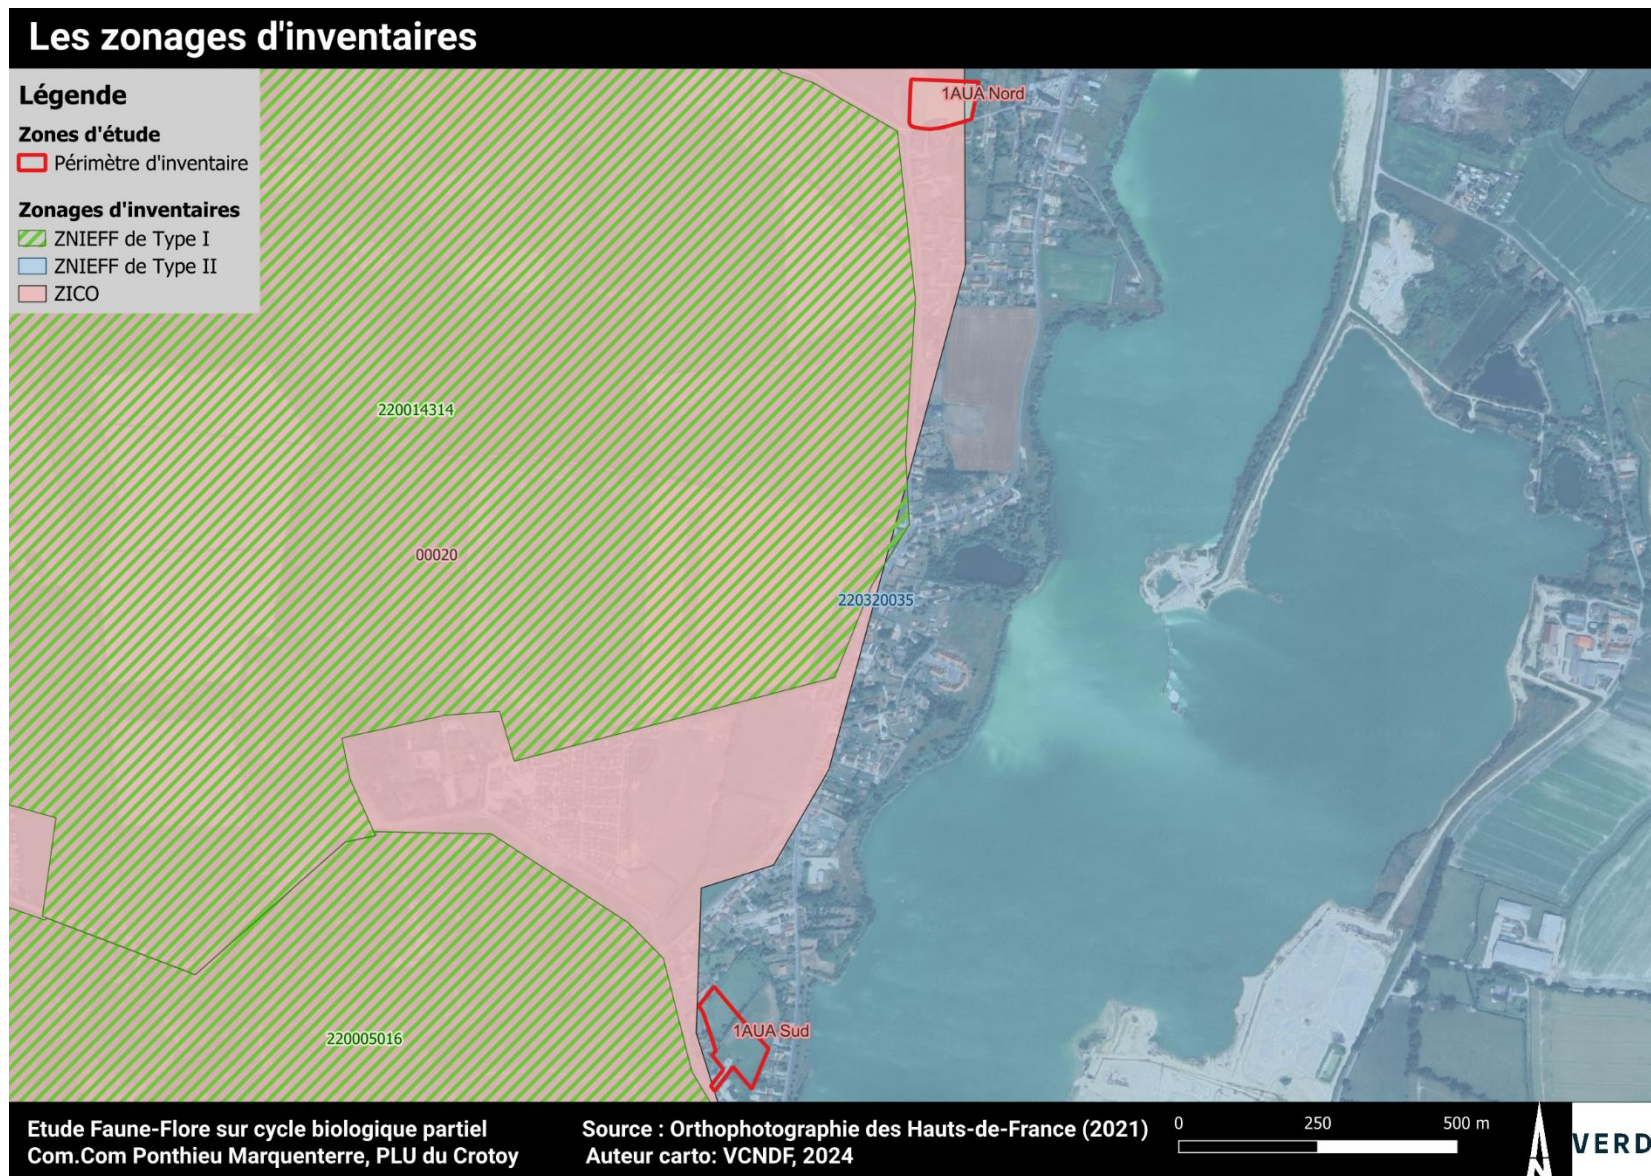 Les zonages d'inventaires
Légende
Zones d'étude
Périmètre d'inventaire
Zonages d'inventaires
ZNIEFF de Type I
ZNIEFF de Type II
ZICO
1AUA Nord
220014314
00020
220320035
220005016
1AUA Sud
Etude Faune-Flore sur cycle biologique partiel
Com.Com Ponthieu Marquenterre, PLU du Crotoy
Source : Orthophotographie des Hauts-de-France (2021)
Auteur carto: VCNDF, 2024
0 250 500 m
N
VERD